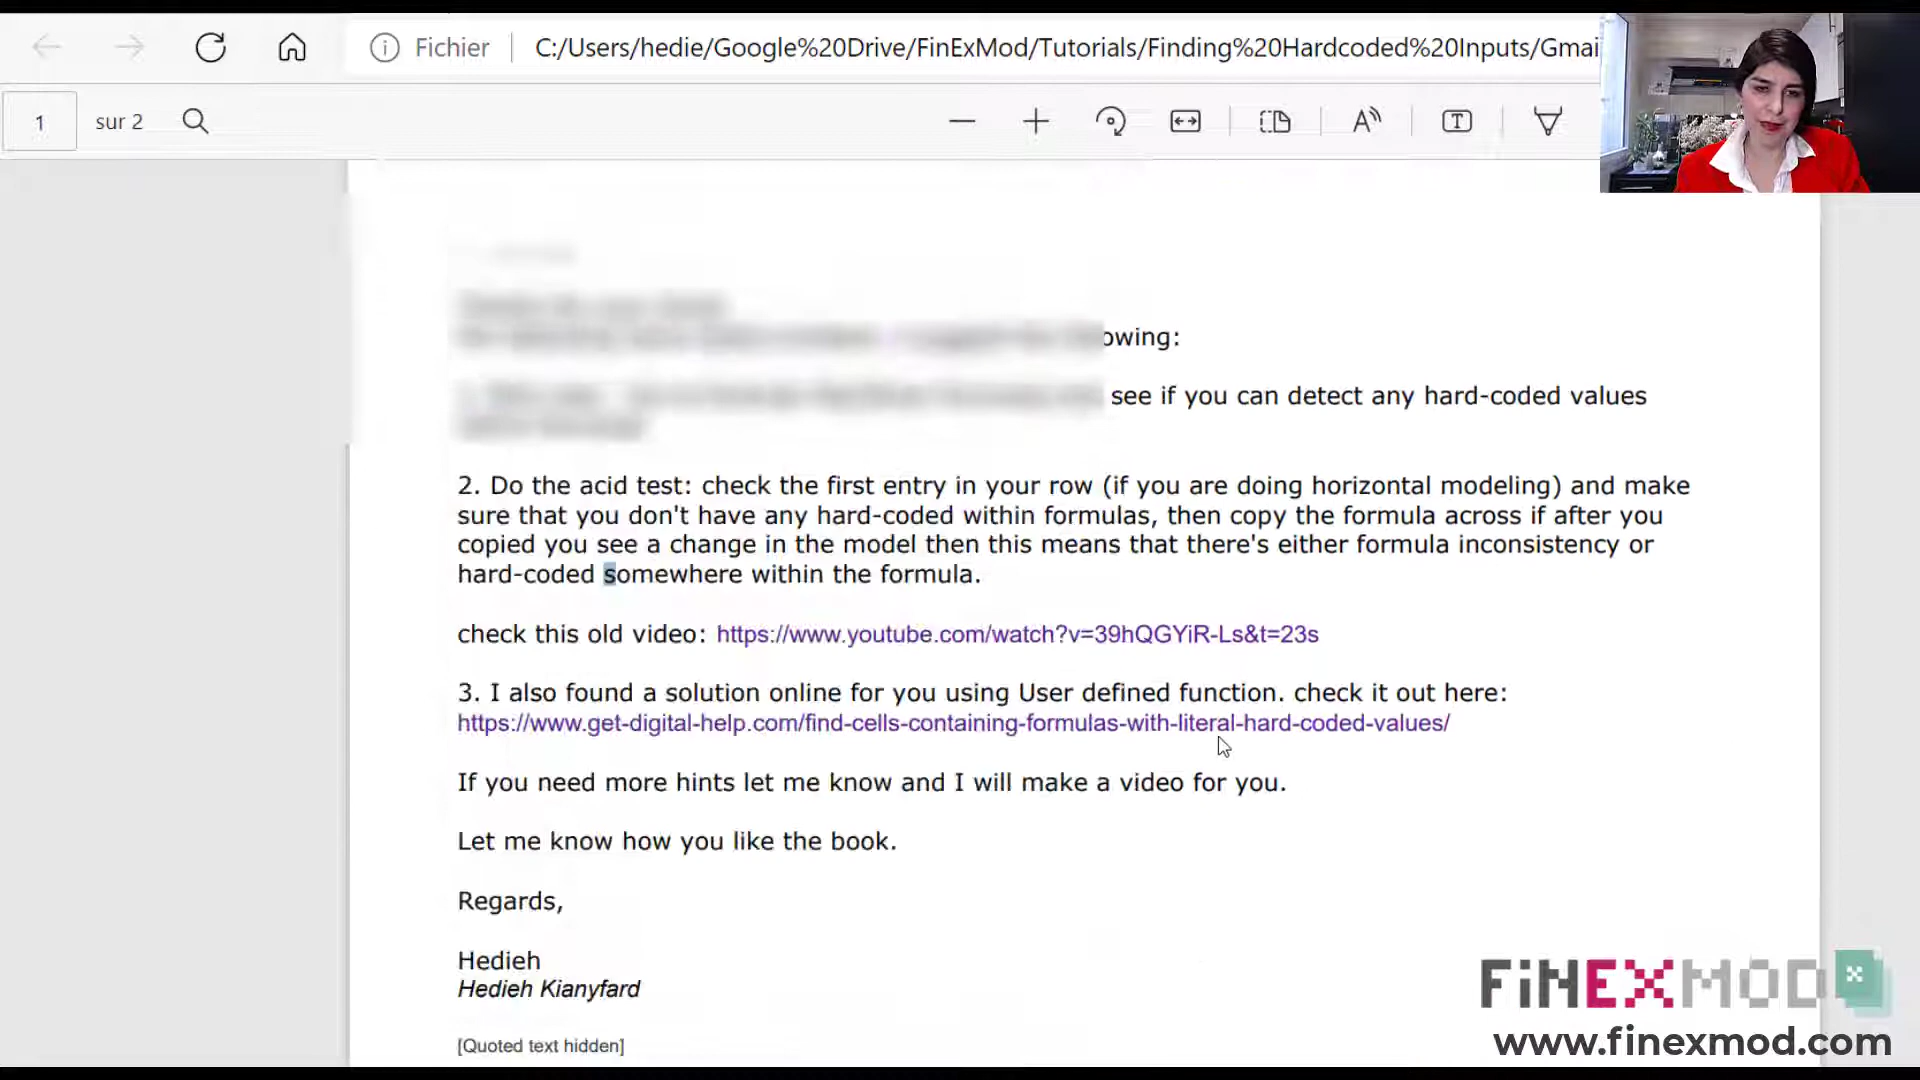 Fichier C:/Users/hedie/Google%20Drive/FinExMod/Tutorials/Finding%20Hardcoded%20Inputs/Gmai
1 sur 2
owing:
see if you can detect any hard-coded values
2. Do the acid test: check the first entry in your row (if you are doing horizontal modeling) and make
sure that you don't have any hard-coded within formulas, then copy the formula across if after you
copied you see a change in the model then this means that there's either formula inconsistency or
hard-coded somewhere within the formula.
check this old video: https://www.youtube.com/watch?v=39hQGYiR-Ls&t=23s
3. I also found a solution online for you using User defined function. check it out here:
https://www.get-digital-help.com/find-cells-containing-formulas-with-literal-hard-coded-values/
If you need more hints let me know and I will make a video for you.
Let me know how you like the book.
Regards,
Hedieh
Hedieh Kianyfard
[Quoted text hidden]
FiNEXMOD
www.finexmod.com